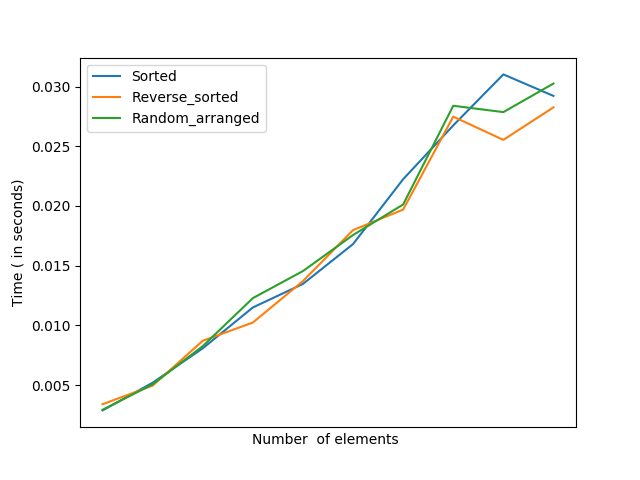 Sorted
Reverse_sorted
Random_arranged
0.030
0.025
0.020
0.015
0.010
0.005
Time ( in seconds)
Number  of elements